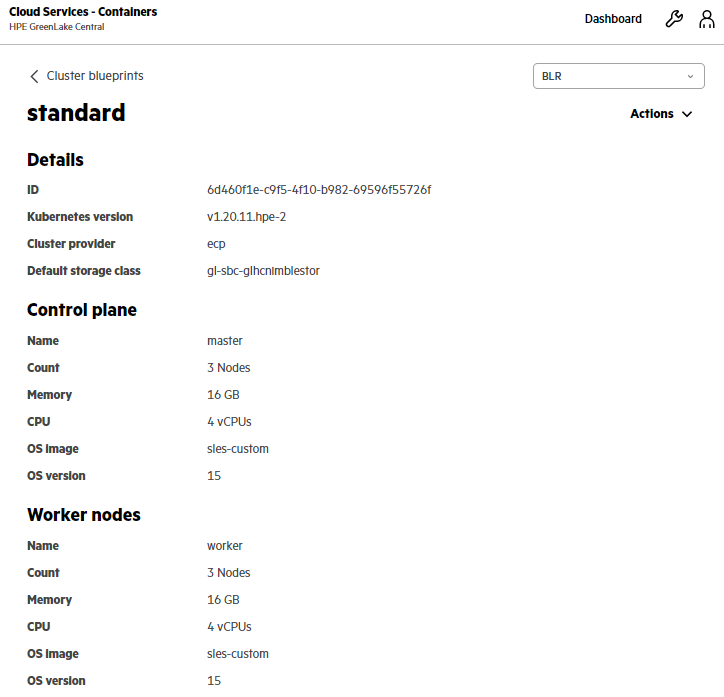 Cloud Services - Containers
HPE GreenLake Central
Dashboard
Cluster blueprints
BLR
standard
Actions
Details
ID 6d460f1e-c9f5-4f10-b982-69596f55726f
Kubernetes version v1.20.11.hpe-2
Cluster provider ecp
Default storage class gl-sbc-glhcnimblestor
Control plane
Name master
Count 3 Nodes
Memory 16 GB
CPU 4 vCPUs
OS image sles-custom
OS version 15
Worker nodes
Name worker
Count 3 Nodes
Memory 16 GB
CPU 4 vCPUs
OS image sles-custom
OS version 15